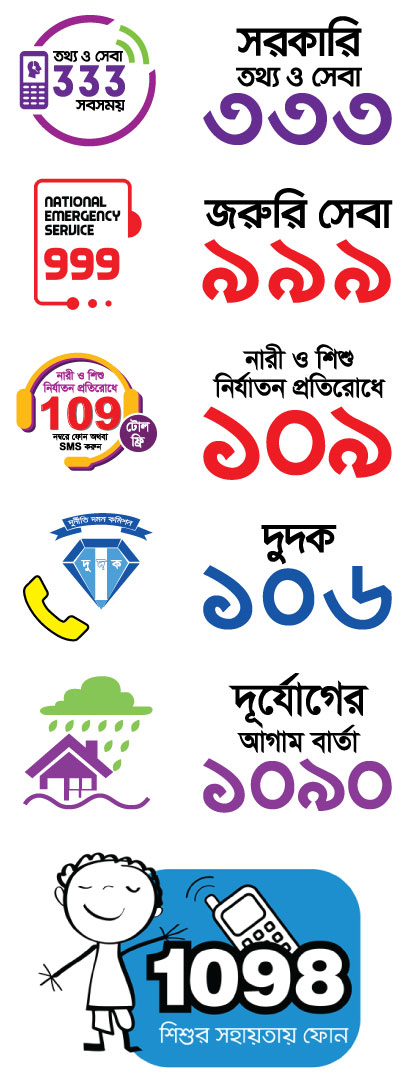 তথ্য ও সেবা
333
সবসময়
সরকারি
তথ্য ও সেবা
৩৩৩
NATIONAL
EMERGENCY
SERVICE
999
জরুরি সেবা
৯৯৯
নারী ও শিশু
নির্যাতন প্রতিরোধে
109
নম্বরে ফোন অথবা
SMS করুন
টোল
ফ্রি
নারী ও শিশু
নির্যাতন প্রতিরোধে
১০৯
দুর্নীতি দমন কমিশন
দুদক
দুদক
১০৬
দূর্যোগের
আগাম বার্তা
১০৯০
1098
শিশুর সহায়তায় ফোন